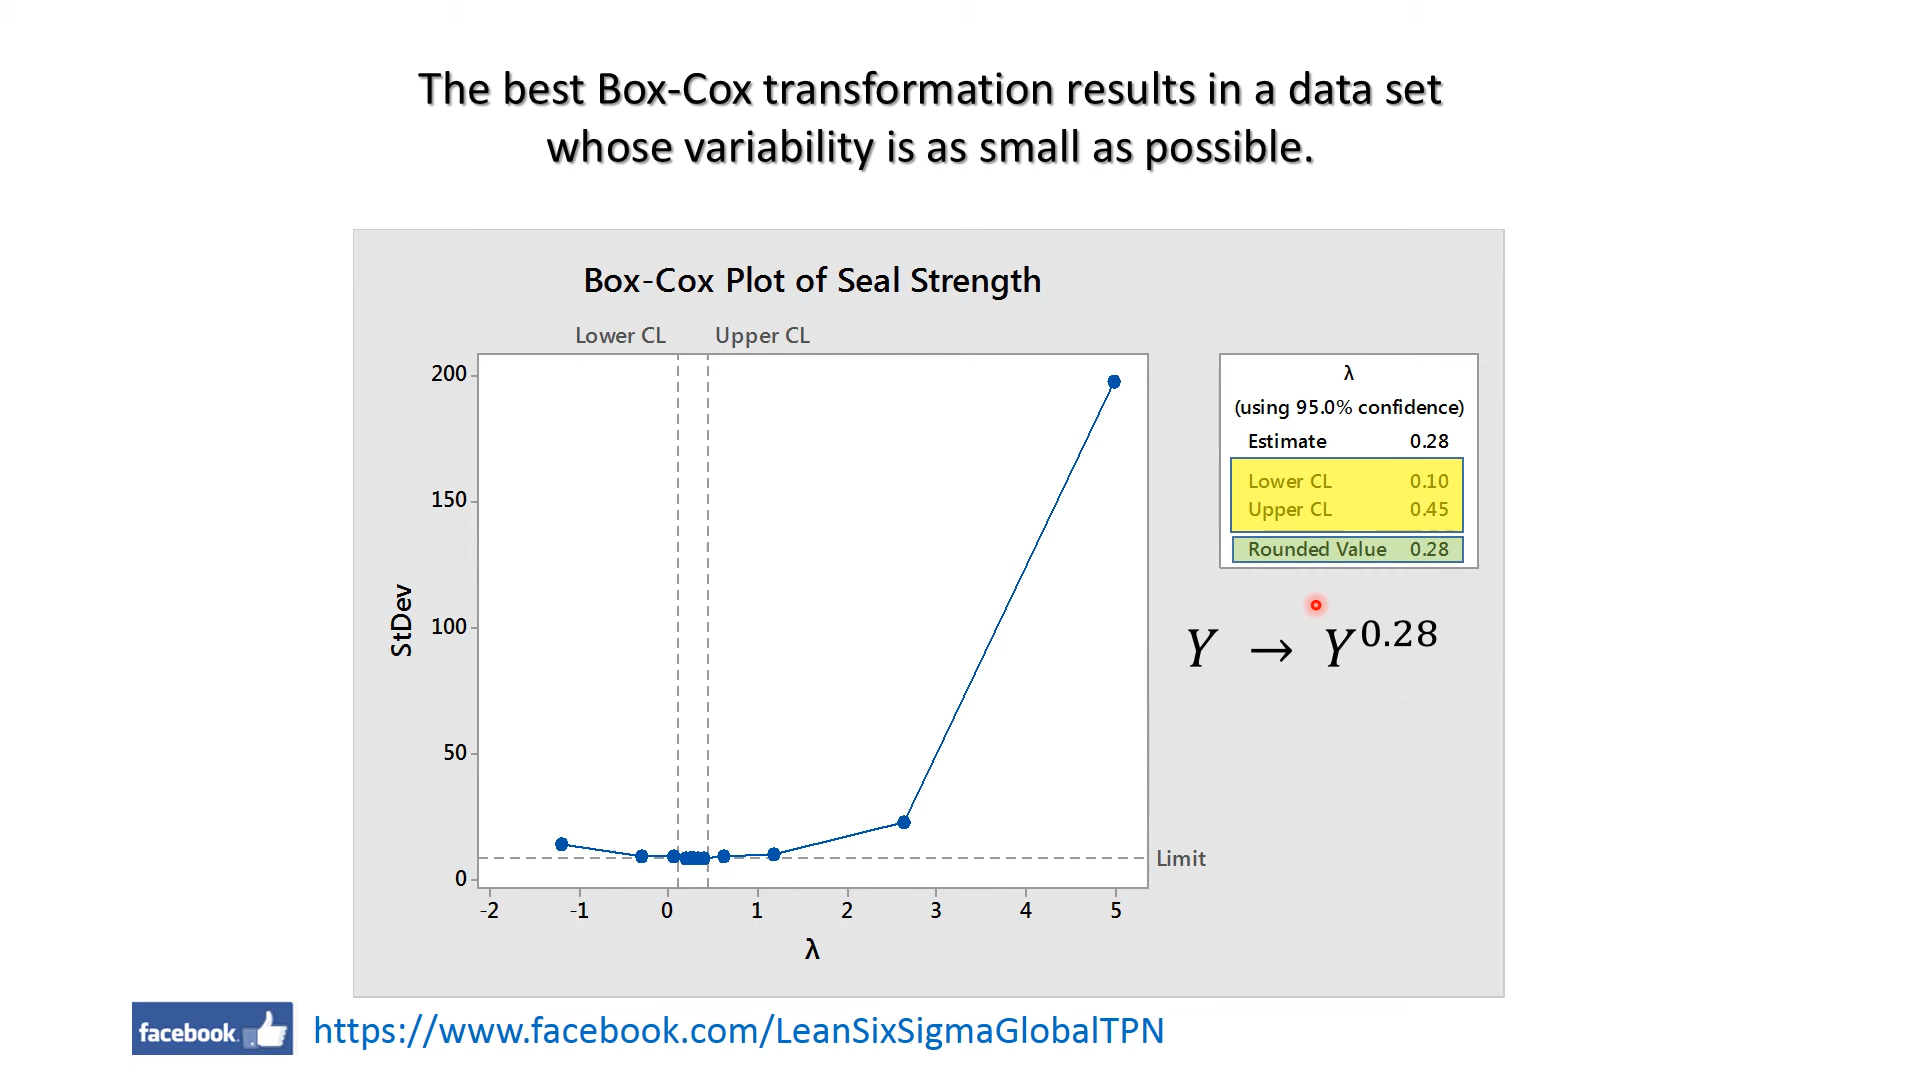 The best Box-Cox transformation results in a data set
whose variability is as small as possible.
Box-Cox Plot of Seal Strength
Lower CL Upper CL
200
150
100
50
0
StDev
-2 -1 0 1 2 3 4 5
λ
Limit
λ
(using 95.0% confidence)
Estimate 0.28
Lower CL 0.10
Upper CL 0.45
Rounded Value 0.28
Y → Y^0.28
facebook. https://www.facebook.com/LeanSixSigmaGlobalTPN